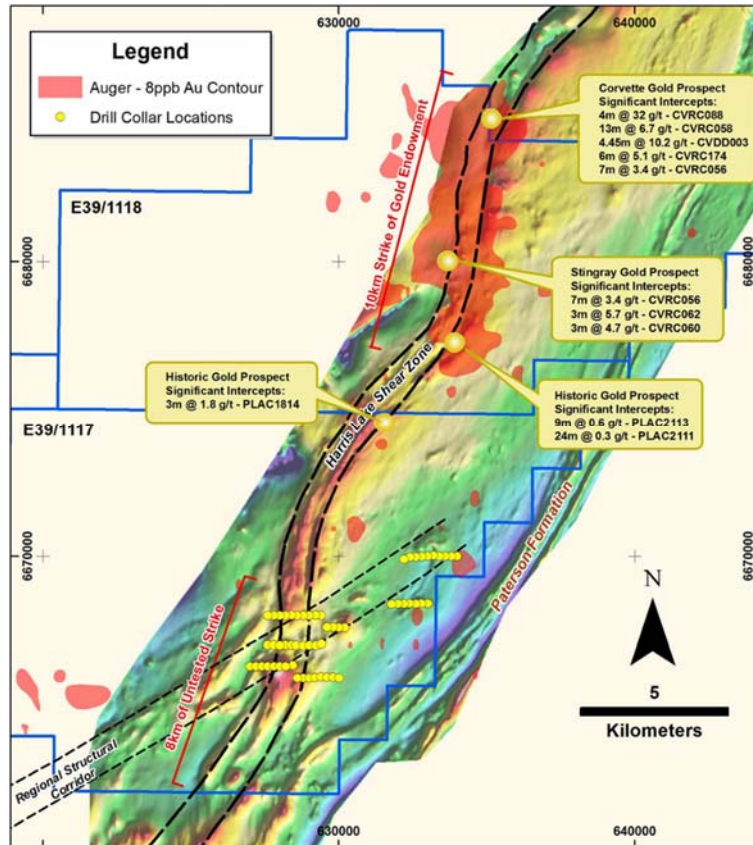 630000
640000
Legend
Auger - 8ppb Au Contour
Drill Collar Locations
Corvette Gold Prospect
Significant Intercepts:
4m @ 32 g/t - CVRC088
13m @ 6.7 g/t - CVRC058
4.45m @ 10.2 g/t - CVDD003
6m @ 5.1 g/t - CVRC174
7m @ 3.4 g/t - CVRC056
E39/1118
10km Strike of Gold Endowment
6680000
6680000
Stingray Gold Prospect
Significant Intercepts:
7m @ 3.4 g/t - CVRC056
3m @ 5.7 g/t - CVRC062
3m @ 4.7 g/t - CVRC060
Historic Gold Prospect
Significant Intercepts:
3m @ 1.8 g/t - PLAC1814
Harris Lake Shear Zone
Historic Gold Prospect
Significant Intercepts:
9m @ 0.6 g/t - PLAC2113
24m @ 0.3 g/t - PLAC2111
E39/1117
Paterson Formation
6670000
6670000
8km of Untested Strike
N
5
Kilometers
Regional Structural
Corridor
630000
640000